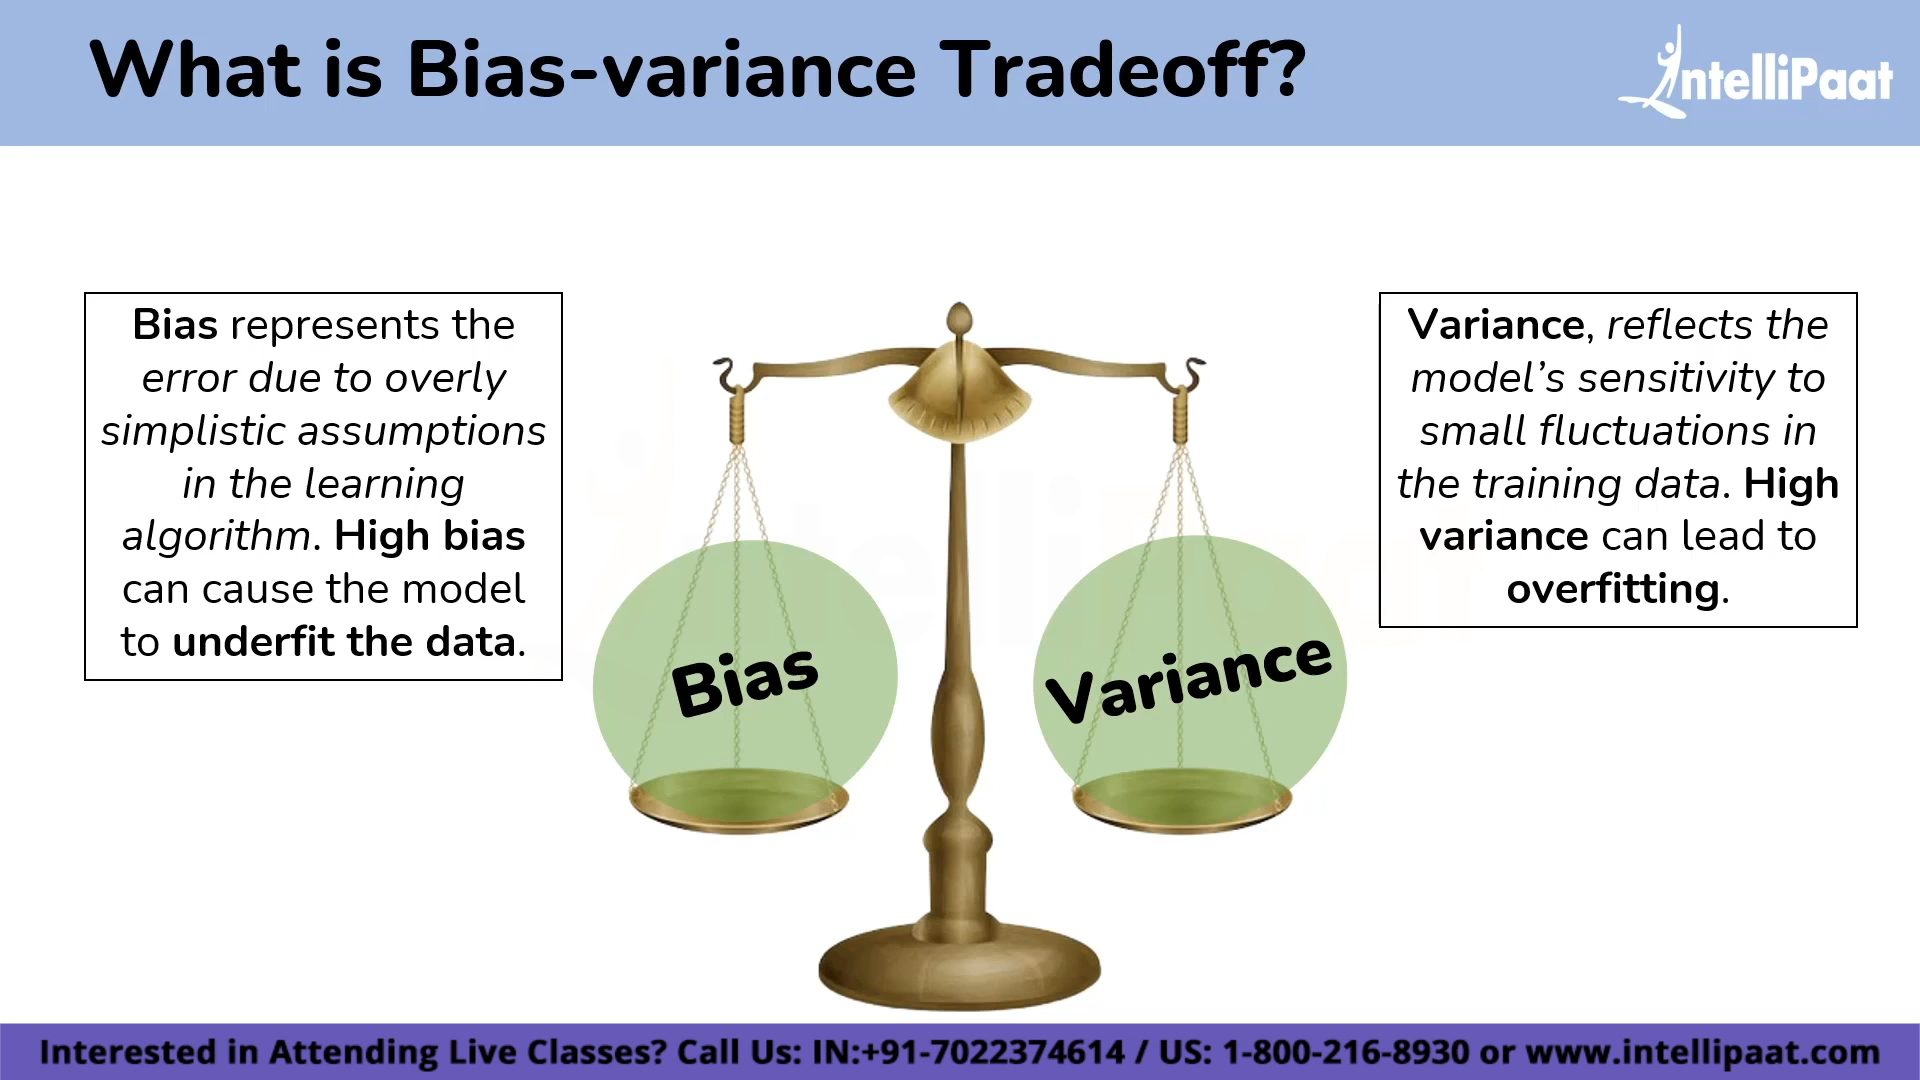 What is Bias-variance Tradeoff?
IntelliPaat
Bias represents the
error due to overly
simplistic assumptions
in the learning
algorithm. High bias
can cause the model
to underfit the data.
Bias
Variance
Variance, reflects the
model’s sensitivity to
small fluctuations in
the training data. High
variance can lead to
overfitting.
Interested in Attending Live Classes? Call Us: IN:+91-7022374614 / US: 1-800-216-8930 or www.intellipaat.com